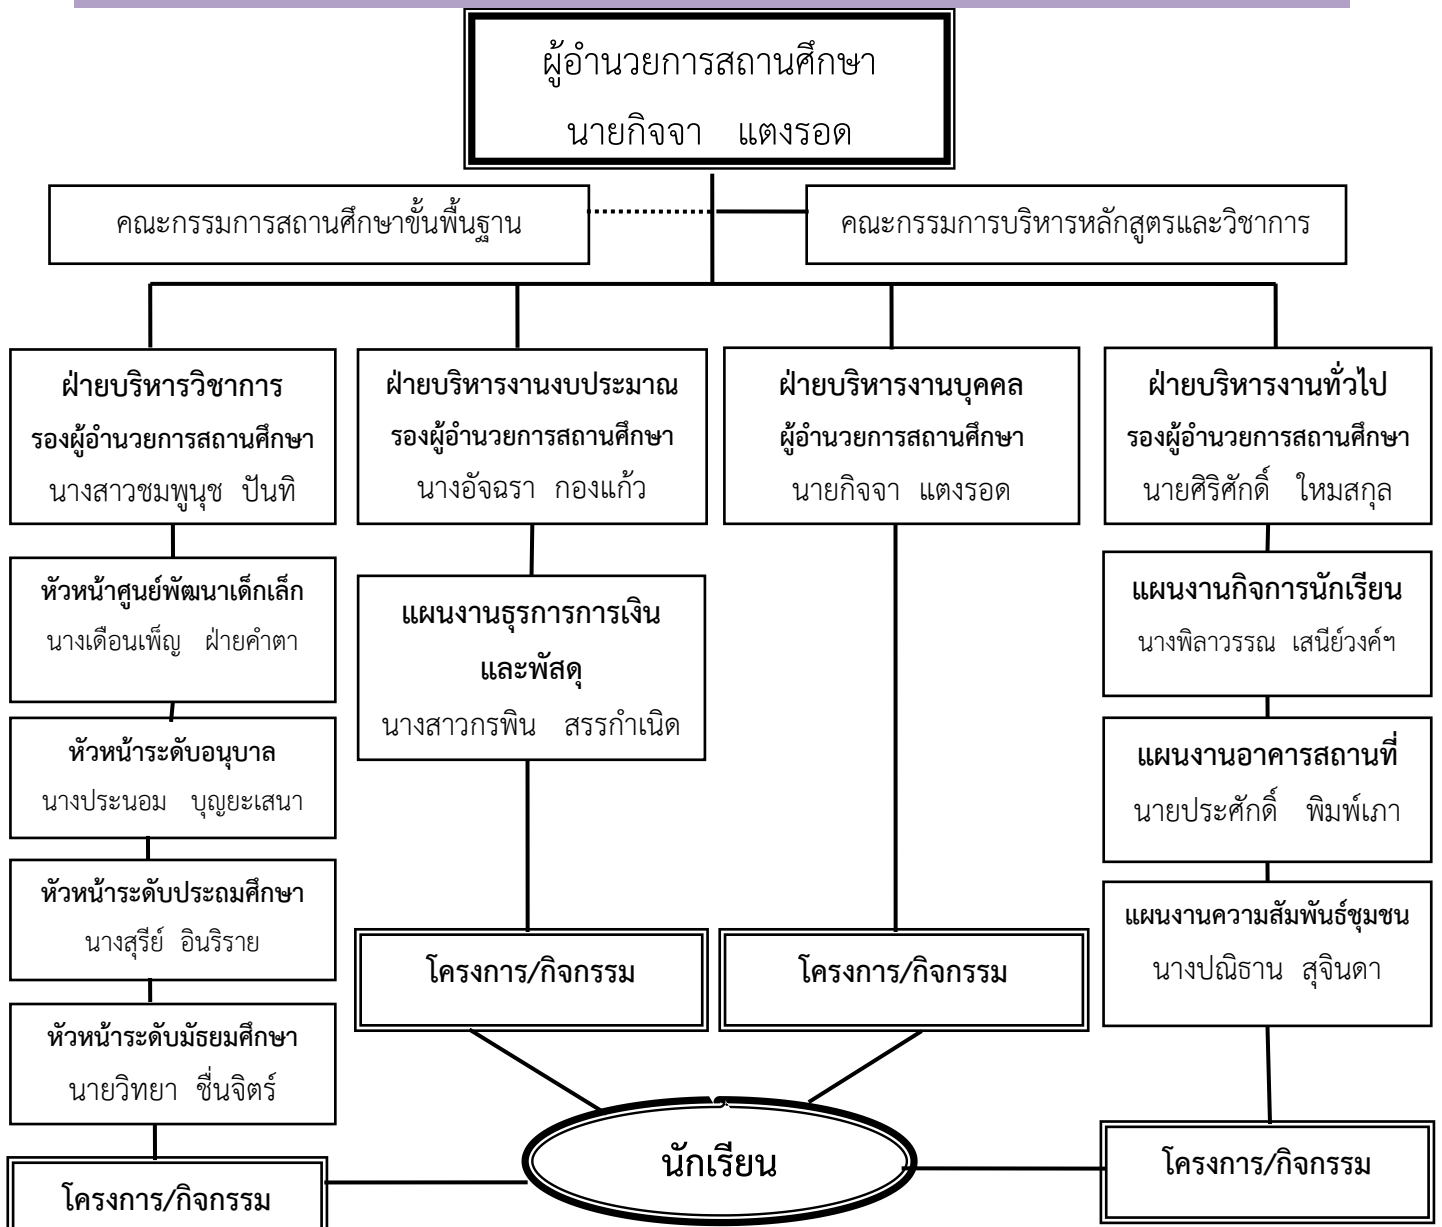 ผู้อำนวยการสถานศึกษา
นายกิจจา แตงรอด
คณะกรรมการสถานศึกษาขั้นพื้นฐาน
คณะกรรมการบริหารหลักสูตรและวิชาการ
ฝ่ายบริหารวิชาการ
รองผู้อำนวยการสถานศึกษา
นางสาวชมพูนุช ปันทิ
ฝ่ายบริหารงานงบประมาณ
รองผู้อำนวยการสถานศึกษา
นางอัจฉรา กองแก้ว
ฝ่ายบริหารงานบุคคล
ผู้อำนวยการสถานศึกษา
นายกิจจา แตงรอด
ฝ่ายบริหารงานทั่วไป
รองผู้อำนวยการสถานศึกษา
นายศิริศักดิ์ ใหมสกุล
หัวหน้าศูนย์พัฒนาเด็กเล็ก
นางเดือนเพ็ญ ฝ่ายคำตา
แผนงานธุรการการเงิน
และพัสดุ
นางสาวกรพิน สรรกำเนิด
แผนงานกิจการนักเรียน
นางพิลาวรรณ เสนีย์วงค์ฯ
หัวหน้าระดับอนุบาล
นางประนอม บุญยะเสนา
แผนงานอาคารสถานที่
นายประศักดิ์ พิมพ์เภา
หัวหน้าระดับประถมศึกษา
นางสุรีย์ อินริราย
แผนงานความสัมพันธ์ชุมชน
นางปณิธาน สุจินดา
โครงการ/กิจกรรม
โครงการ/กิจกรรม
หัวหน้าระดับมัธยมศึกษา
นายวิทยา ชื่นจิตร์
นักเรียน
โครงการ/กิจกรรม
โครงการ/กิจกรรม